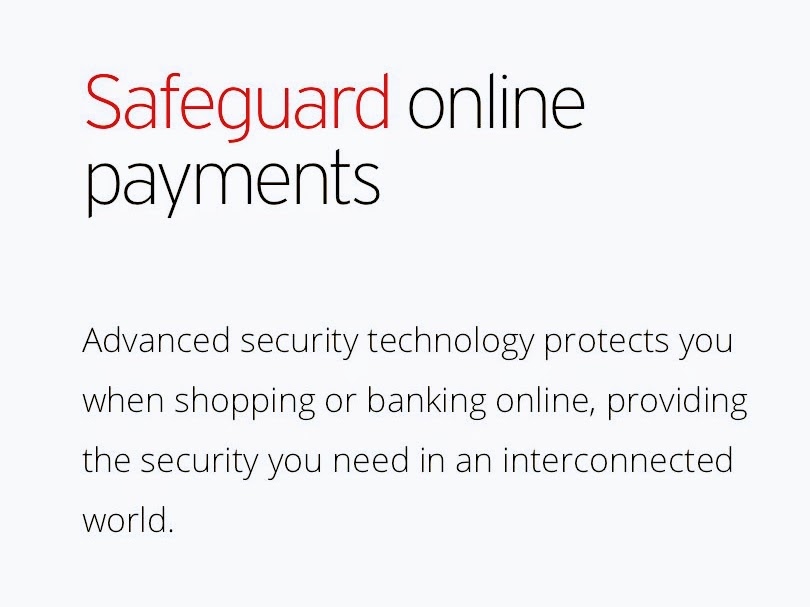 Safeguard online
payments
Advanced security technology protects you
when shopping or banking online, providing
the security you need in an interconnected
world.